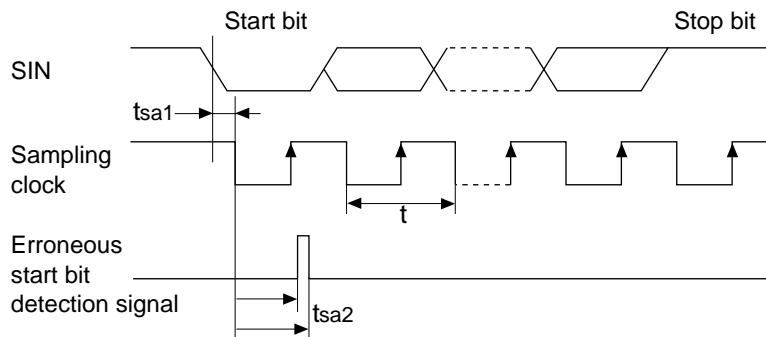 Start bit
Stop bit
SIN
tsa1
Sampling
clock
t
Erroneous
start bit
detection signal
tsa2